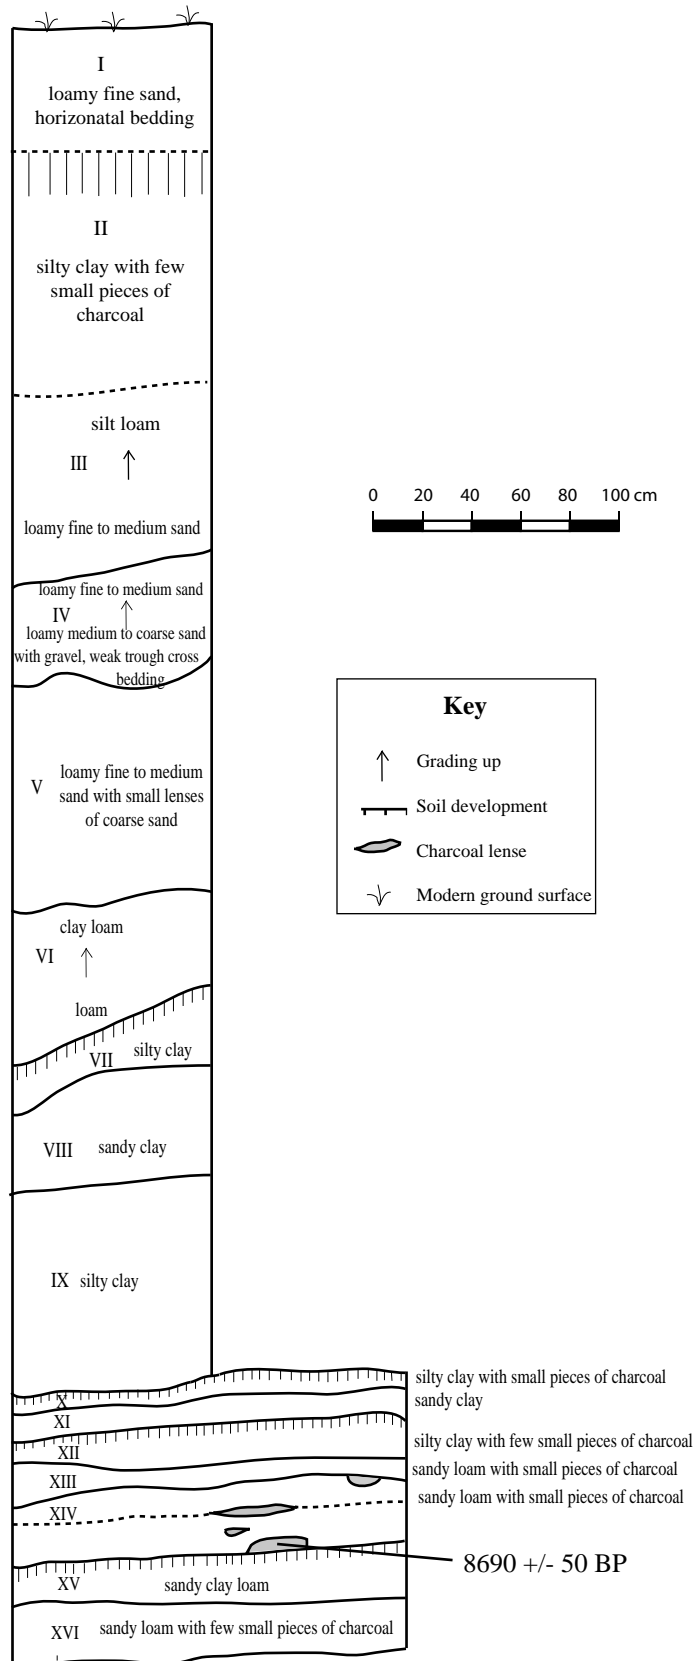 I
loamy fine sand,
horizonatal bedding
II
silty clay with few
small pieces of
charcoal
silt loam
III
loamy fine to medium sand
loamy fine to medium sand
IV
loamy medium to coarse sand
with gravel, weak trough cross
bedding
V
loamy fine to medium
sand with small lenses
of coarse sand
clay loam
VI
loam
VII silty clay
VIII sandy clay
IX silty clay
X
XI
XII
XIII
XIV
XV sandy clay loam
XVI sandy loam with few small pieces of charcoal
silty clay with small pieces of charcoal
sandy clay
silty clay with few small pieces of charcoal
sandy loam with small pieces of charcoal
sandy loam with small pieces of charcoal
8690 +/- 50 BP
0 20 40 60 80 100 cm
Key
Grading up
Soil development
Charcoal lense
Modern ground surface